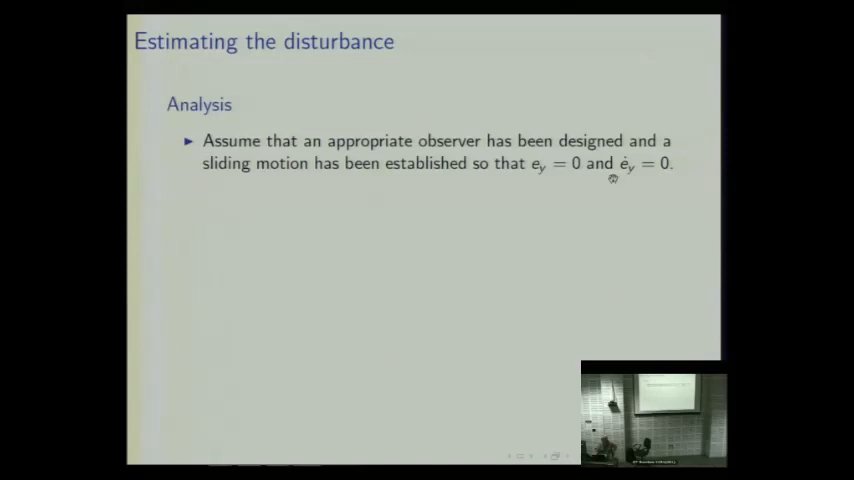 Estimating the disturbance
Analysis
▶ Assume that an appropriate observer has been designed and a
sliding motion has been established so that e_y = 0 and ė_y = 0.